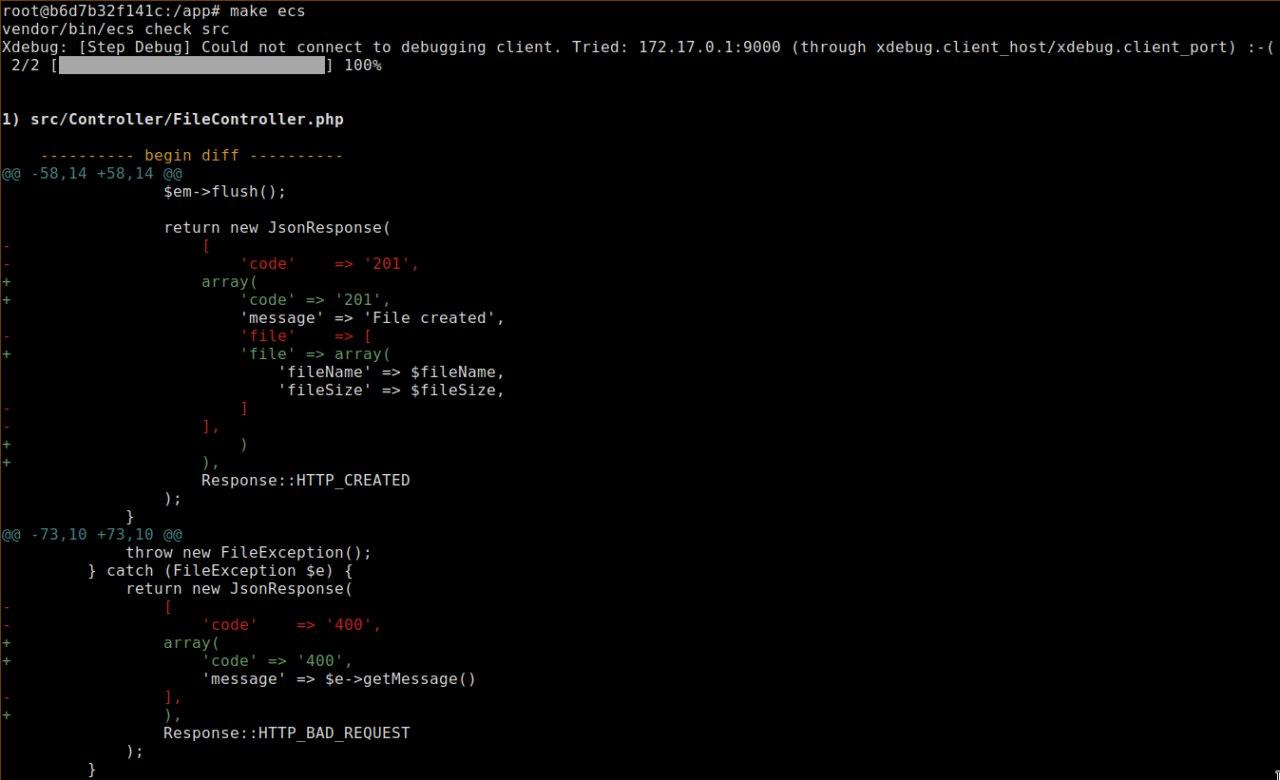 root@b6d7b32f141c:/app# make ecs
vendor/bin/ecs check src
Xdebug: [Step Debug] Could not connect to debugging client. Tried: 172.17.0.1:9000 (through xdebug.client_host/xdebug.client_port) :-(
 2/2 [                            ] 100%
1) src/Controller/FileController.php
    ---------- begin diff ----------
@@ -58,14 +58,14 @@
                 $em->flush();
                 return new JsonResponse(
-                    [
-                        'code'    => '201',
+                    array(
+                        'code' => '201',
                         'message' => 'File created',
-                        'file'    => [
+                        'file' => array(
                             'fileName' => $fileName,
                             'fileSize' => $fileSize,
-                        ]
-                    ],
+                        )
+                    ),
                     Response::HTTP_CREATED
                 );
             }
@@ -73,10 +73,10 @@
             throw new FileException();
         } catch (FileException $e) {
             return new JsonResponse(
-                [
-                    'code'    => '400',
+                array(
+                    'code' => '400',
                     'message' => $e->getMessage()
-                ],
+                ),
                 Response::HTTP_BAD_REQUEST
             );
         }